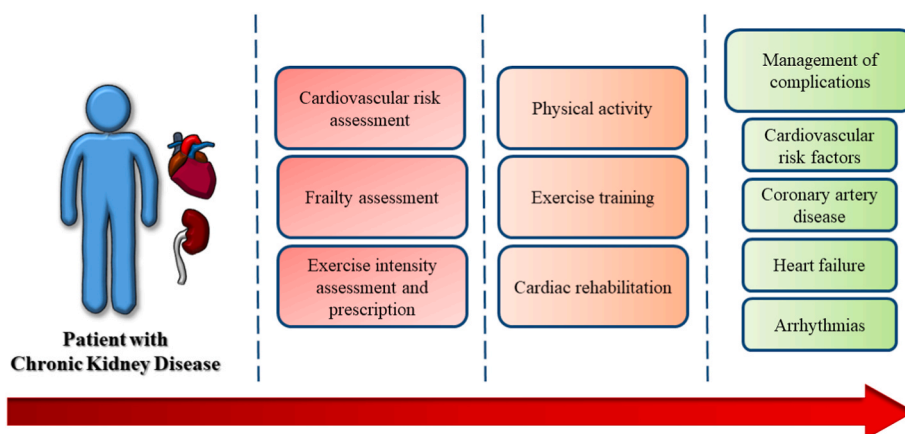 Patient with
Chronic Kidney Disease
Cardiovascular risk
assessment
Frailty assessment
Exercise intensity
assessment and
prescription
Physical activity
Exercise training
Cardiac rehabilitation
Management of
complications
Cardiovascular
risk factors
Coronary artery
disease
Heart failure
Arrhythmias